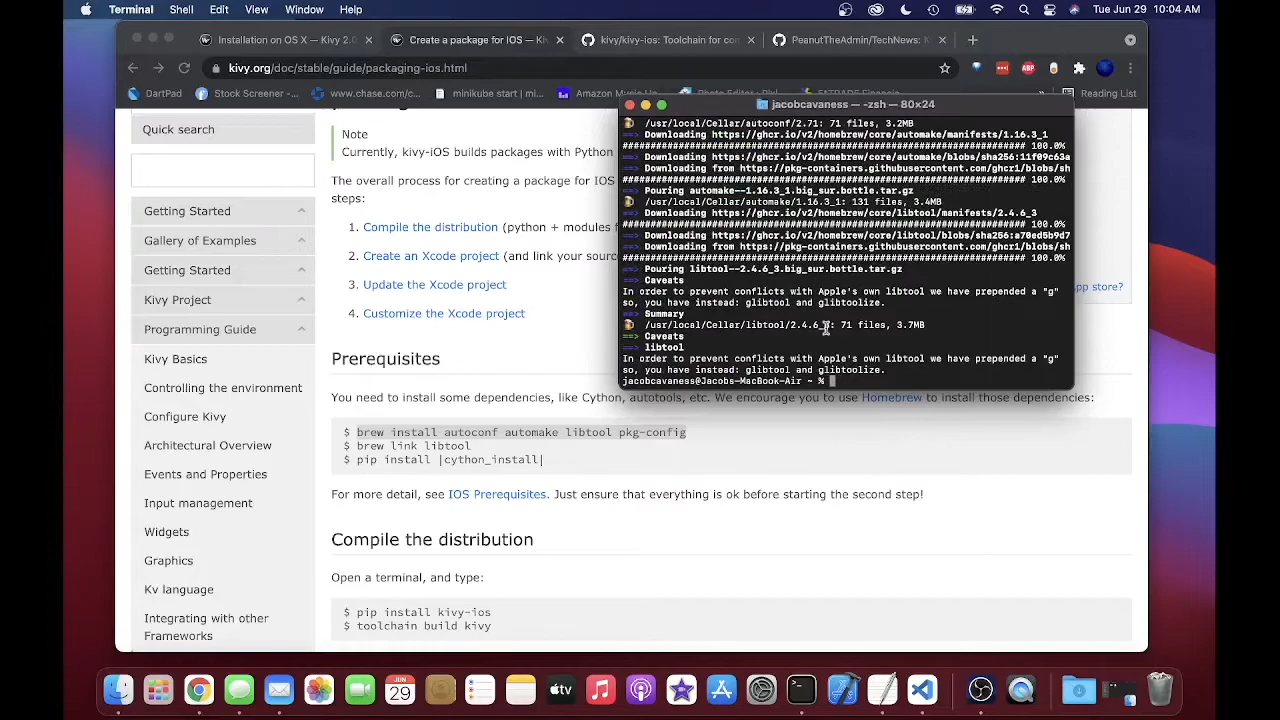 Terminal Shell Edit View Window Help
Tue Jun 29 10:04 AM
Installation on OS X — Kivy 2.0
Create a package for IOS — Ki
kivy/kivy-ios: Toolchain for co
PeanutTheAdmin/TechNews: K
kivy.org/doc/stable/guide/packaging-ios.html
ABP
DartPad
Stock Screener -...
www.chase.com/c...
minikube start | mi...
Amazon Music
Reading List
jacobcavaness — -zsh — 80x24
/usr/local/Cellar/autoconf/2.71: 71 files, 3.2MB
==> Downloading https://ghcr.io/v2/homebrew/core/automake/manifests/1.16.3_1
######################################################################## 100.0%
==> Downloading https://ghcr.io/v2/homebrew/core/automake/blobs/sha256:11f09c63a
==> Downloading from https://pkg-containers.githubusercontent.com/ghcr1/blobs/sh
######################################################################## 100.0%
==> Pouring automake--1.16.3_1.big_sur.bottle.tar.gz
/usr/local/Cellar/automake/1.16.3_1: 131 files, 3.4MB
==> Downloading https://ghcr.io/v2/homebrew/core/libtool/manifests/2.4.6_3
######################################################################## 100.0%
==> Downloading https://ghcr.io/v2/homebrew/core/libtool/blobs/sha256:a70ed5b9d7
==> Downloading from https://pkg-containers.githubusercontent.com/ghcr1/blobs/sh
######################################################################## 100.0%
==> Pouring libtool--2.4.6_3.big_sur.bottle.tar.gz
==> Caveats
In order to prevent conflicts with Apple's own libtool we have prepended a "g"
so, you have instead: glibtool and glibtoolize.
==> Summary
/usr/local/Cellar/libtool/2.4.6_3: 71 files, 3.7MB
==> Caveats
==> libtool
In order to prevent conflicts with Apple's own libtool we have prepended a "g"
so, you have instead: glibtool and glibtoolize.
jacobcavaness@Jacobs-MacBook-Air ~ %
Quick search
Getting Started
Gallery of Examples
Getting Started
Kivy Project
Programming Guide
Kivy Basics
Controlling the environment
Configure Kivy
Architectural Overview
Events and Properties
Input management
Widgets
Graphics
Kv language
Integrating with other
Frameworks
Note
Currently, kivy-iOS builds packages with Python
The overall process for creating a package for IOS
steps:
1. Compile the distribution (python + modules f
2. Create an Xcode project (and link your sourc
3. Update the Xcode project
4. Customize the Xcode project
App store?
Prerequisites
You need to install some dependencies, like Cython, autotools, etc. We encourage you to use Homebrew to install those dependencies:
$ brew install autoconf automake libtool pkg-config
$ brew link libtool
$ pip install |cython_install|
For more detail, see IOS Prerequisites. Just ensure that everything is ok before starting the second step!
Compile the distribution
Open a terminal, and type:
$ pip install kivy-ios
$ toolchain build kivy
JUN
29
tv